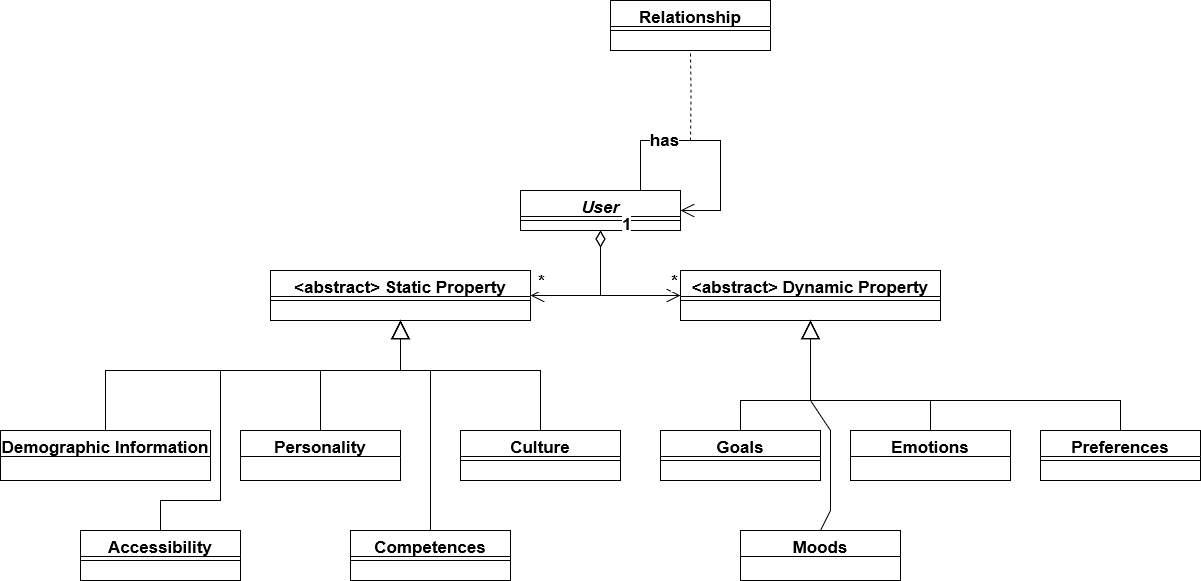 Relationship
has
User
1
*
*
<abstract> Static Property
<abstract> Dynamic Property
Demographic Information
Personality
Culture
Goals
Emotions
Preferences
Accessibility
Competences
Moods